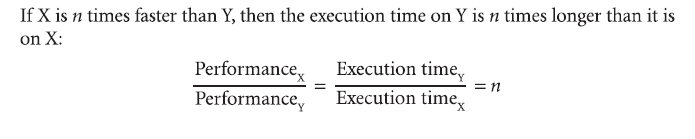 If X is n times faster than Y, then the execution time on Y is n times longer than it is
on X:
Performance_X / Performance_Y = Execution time_Y / Execution time_X = n